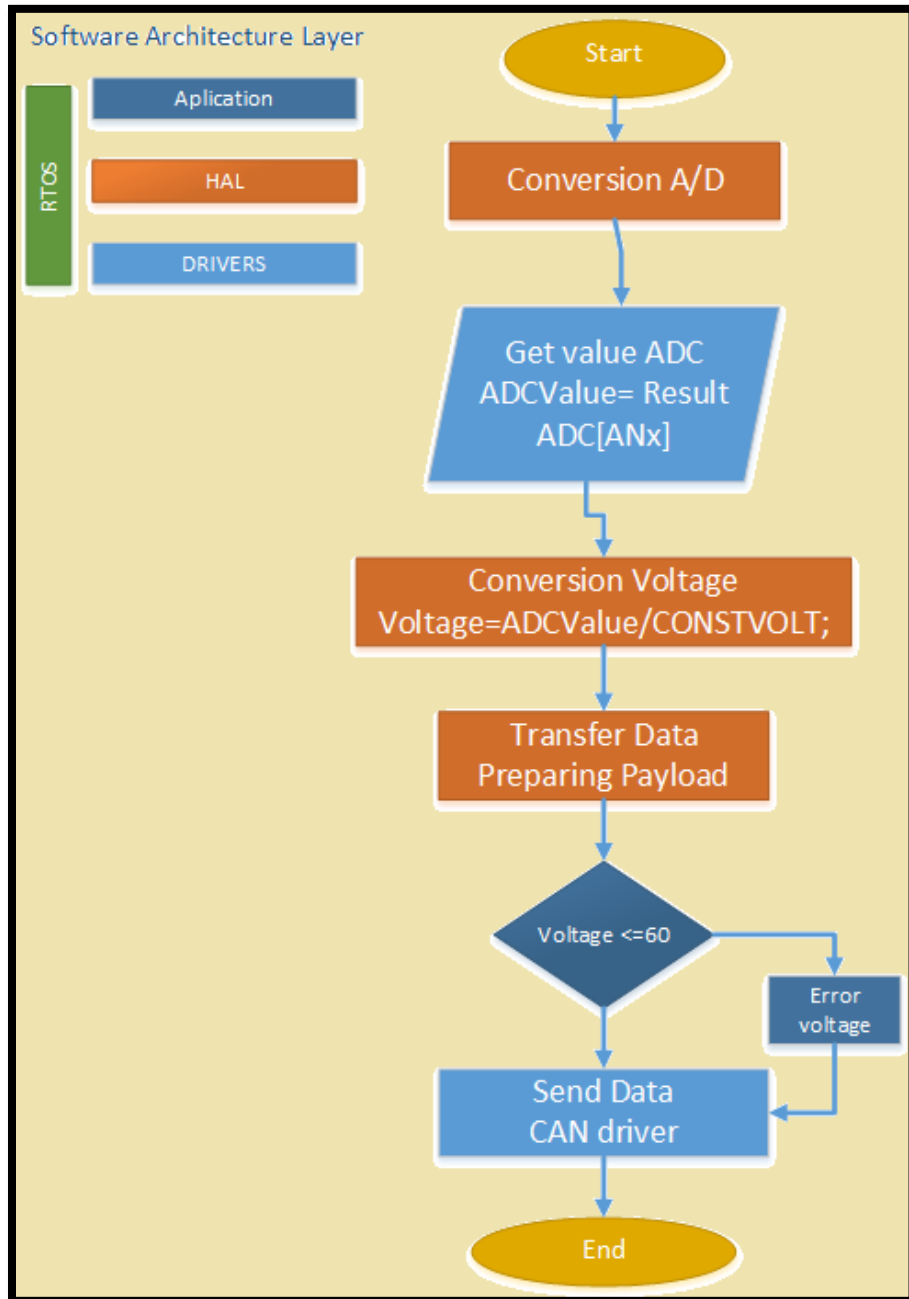 Software Architecture Layer
Aplication
RTOS
HAL
DRIVERS
Start
Conversion A/D
Get value ADC
ADCValue= Result
ADC[ANx]
Conversion Voltage
Voltage=ADCValue/CONSTVOLT;
Transfer Data
Preparing Payload
Voltage <=60
Error
voltage
Send Data
CAN driver
End